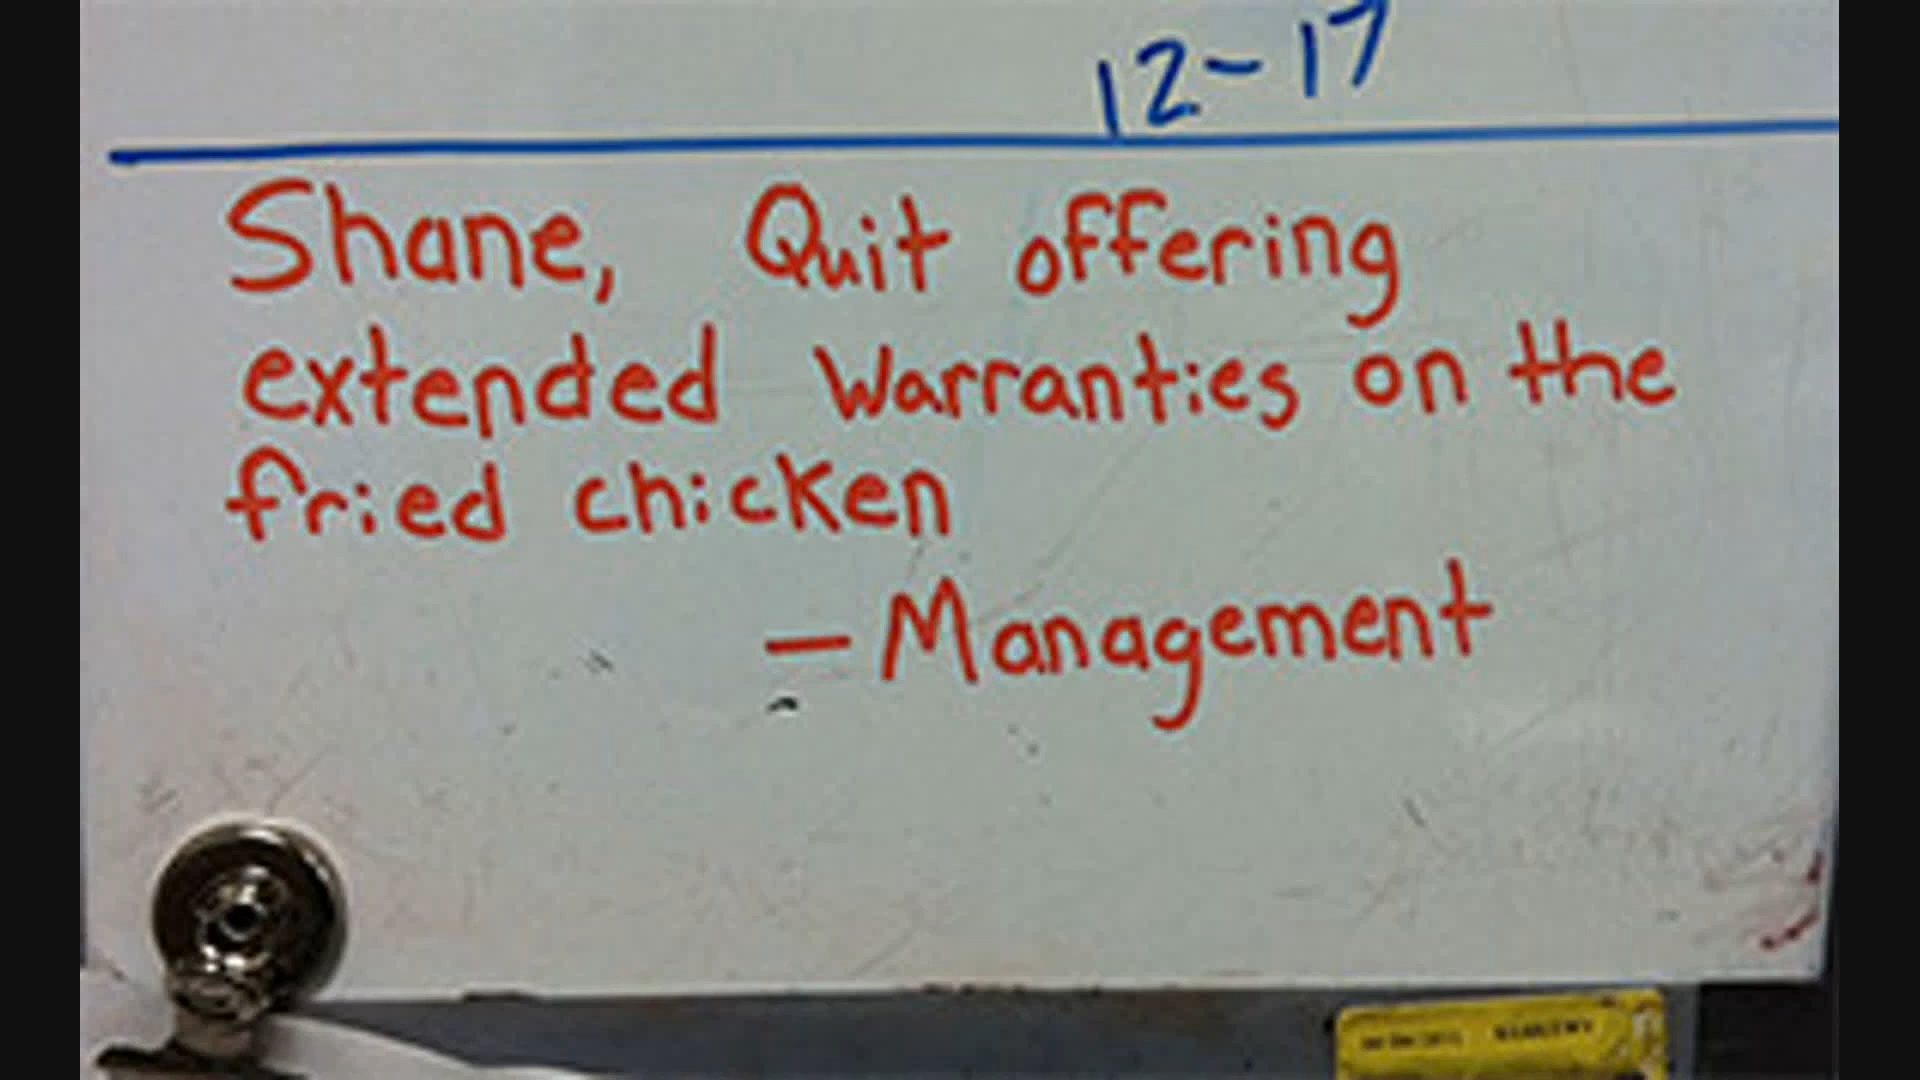 12-17
Shane, Quit offering
extended Warranties on the
fried chicken
- Management